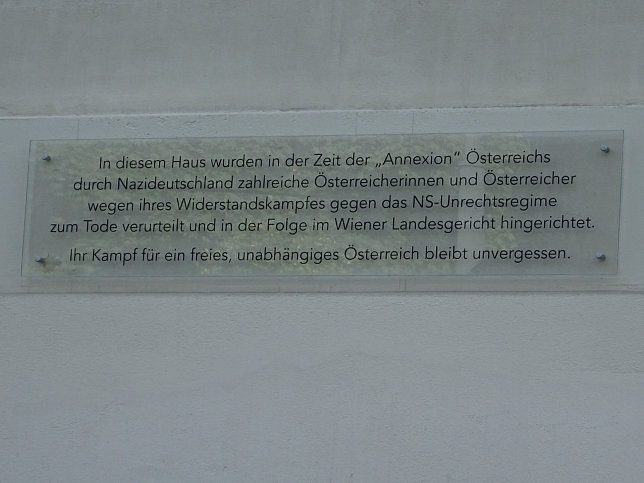 In diesem Haus wurden in der Zeit der „Annexion“ Österreichs
durch Nazideutschland zahlreiche Österreicherinnen und Österreicher
wegen ihres Widerstandskampfes gegen das NS-Unrechtsregime
zum Tode verurteilt und in der Folge im Wiener Landesgericht hingerichtet.
Ihr Kampf für ein freies, unabhängiges Österreich bleibt unvergessen.